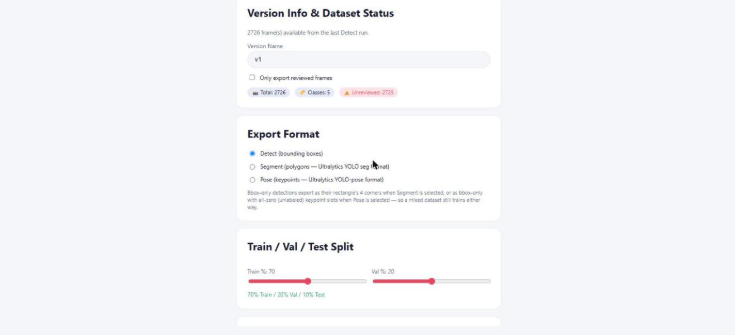 Version Info & Dataset Status
2726 frame(s) available from the last Detect run.
Version Name
v1
Only export reviewed frames
Total: 2726 Classes: 5 Unreviewed: 2725
Export Format
Detect (bounding boxes)
Segment (polygons — Ultralytics YOLO seg format)
Pose (keypoints — Ultralytics YOLO-pose format)
Bbox-only detections export as their rectangle's 4 corners when Segment is selected, or as bbox-only
with all-zero (unlabeled) keypoint slots when Pose is selected — so a mixed dataset still trains either
way.
Train / Val / Test Split
Train %: 70 Val %: 20
70% Train / 20% Val / 10% Test